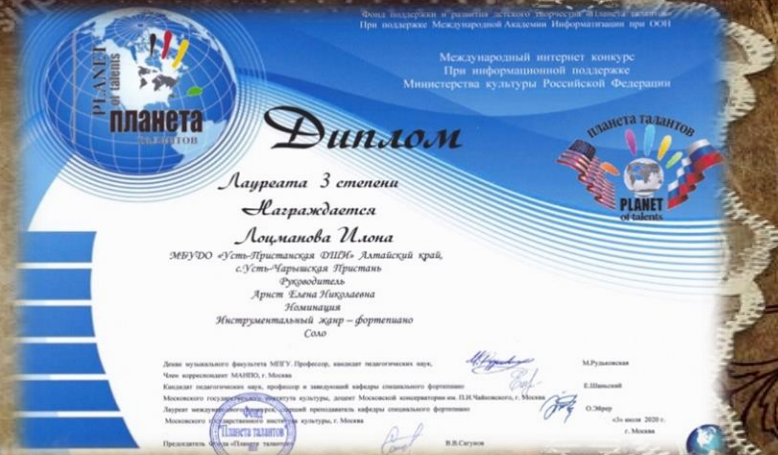 Фонд поддержки и развития детского творчества «Планета талантов»
При поддержке Международной Академии Информатизации при ООН
Международный интернет конкурс
При информационной поддержке
Министерства культуры Российской Федерации
PLANET
of talents
планета
талантов
Диплом
планета талантов
PLANET
of talents
Лауреата 3 степени
Награждается
Лоцманова Илона
МБУДО «Усть-Пристанская ДШИ» Алтайский край,
с.Усть-Чарышская Пристань
Руководитель
Арнст Елена Николаевна
Номинация
Инструментальный жанр – фортепиано
Соло
Декан музыкального факультета МПГУ. Профессор, кандидат педагогических наук,
Член корреспондент МАНПО, г. Москва
М.Рульковская
Кандидат педагогических наук, профессор и заведующий кафедры специального фортепиано
Е.Шинский
Московского государственного института культуры, доцент Московской консерватории им. П.И.Чайковского, г. Москва
Лауреат международного конкурсов, старший преподаватель кафедры специального фортепиано
О.Эйрер
Московского государственного института культуры, г. Москва
«3» июля 2020 г.
г. Москва
Председатель Фонда «Планета талантов»
В.В.Сагунов
Фонд
Планета талантов